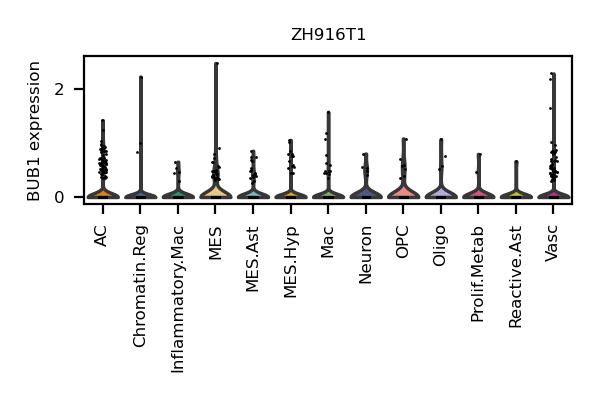 ZH916T1
BUB1 expression
2
0
AC
Chromatin.Reg
Inflammatory.Mac
MES
MES.Ast
MES.Hyp
Mac
Neuron
OPC
Oligo
Prolif.Metab
Reactive.Ast
Vasc